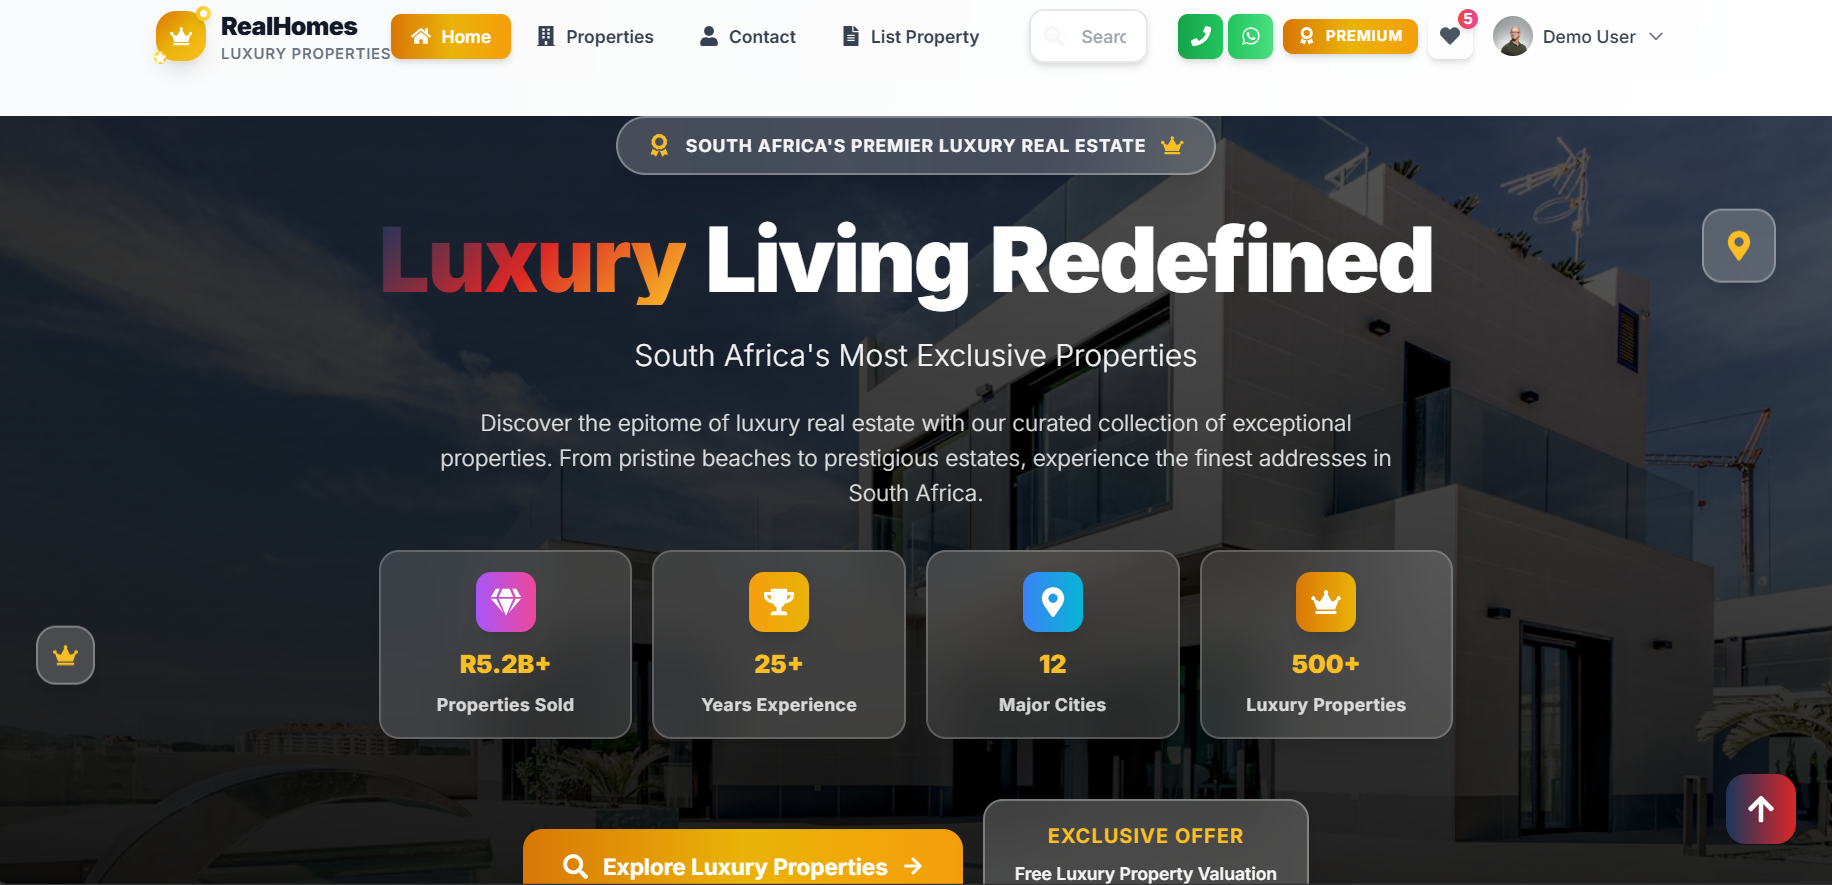 RealHomes
LUXURY PROPERTIES
Home
Properties
Contact
List Property
Searc
PREMIUM
5
Demo User
SOUTH AFRICA'S PREMIER LUXURY REAL ESTATE
Luxury Living Redefined
South Africa's Most Exclusive Properties
Discover the epitome of luxury real estate with our curated collection of exceptional
properties. From pristine beaches to prestigious estates, experience the finest addresses in
South Africa.
R5.2B+
Properties Sold
25+
Years Experience
12
Major Cities
500+
Luxury Properties
Explore Luxury Properties
EXCLUSIVE OFFER
Free Luxury Property Valuation